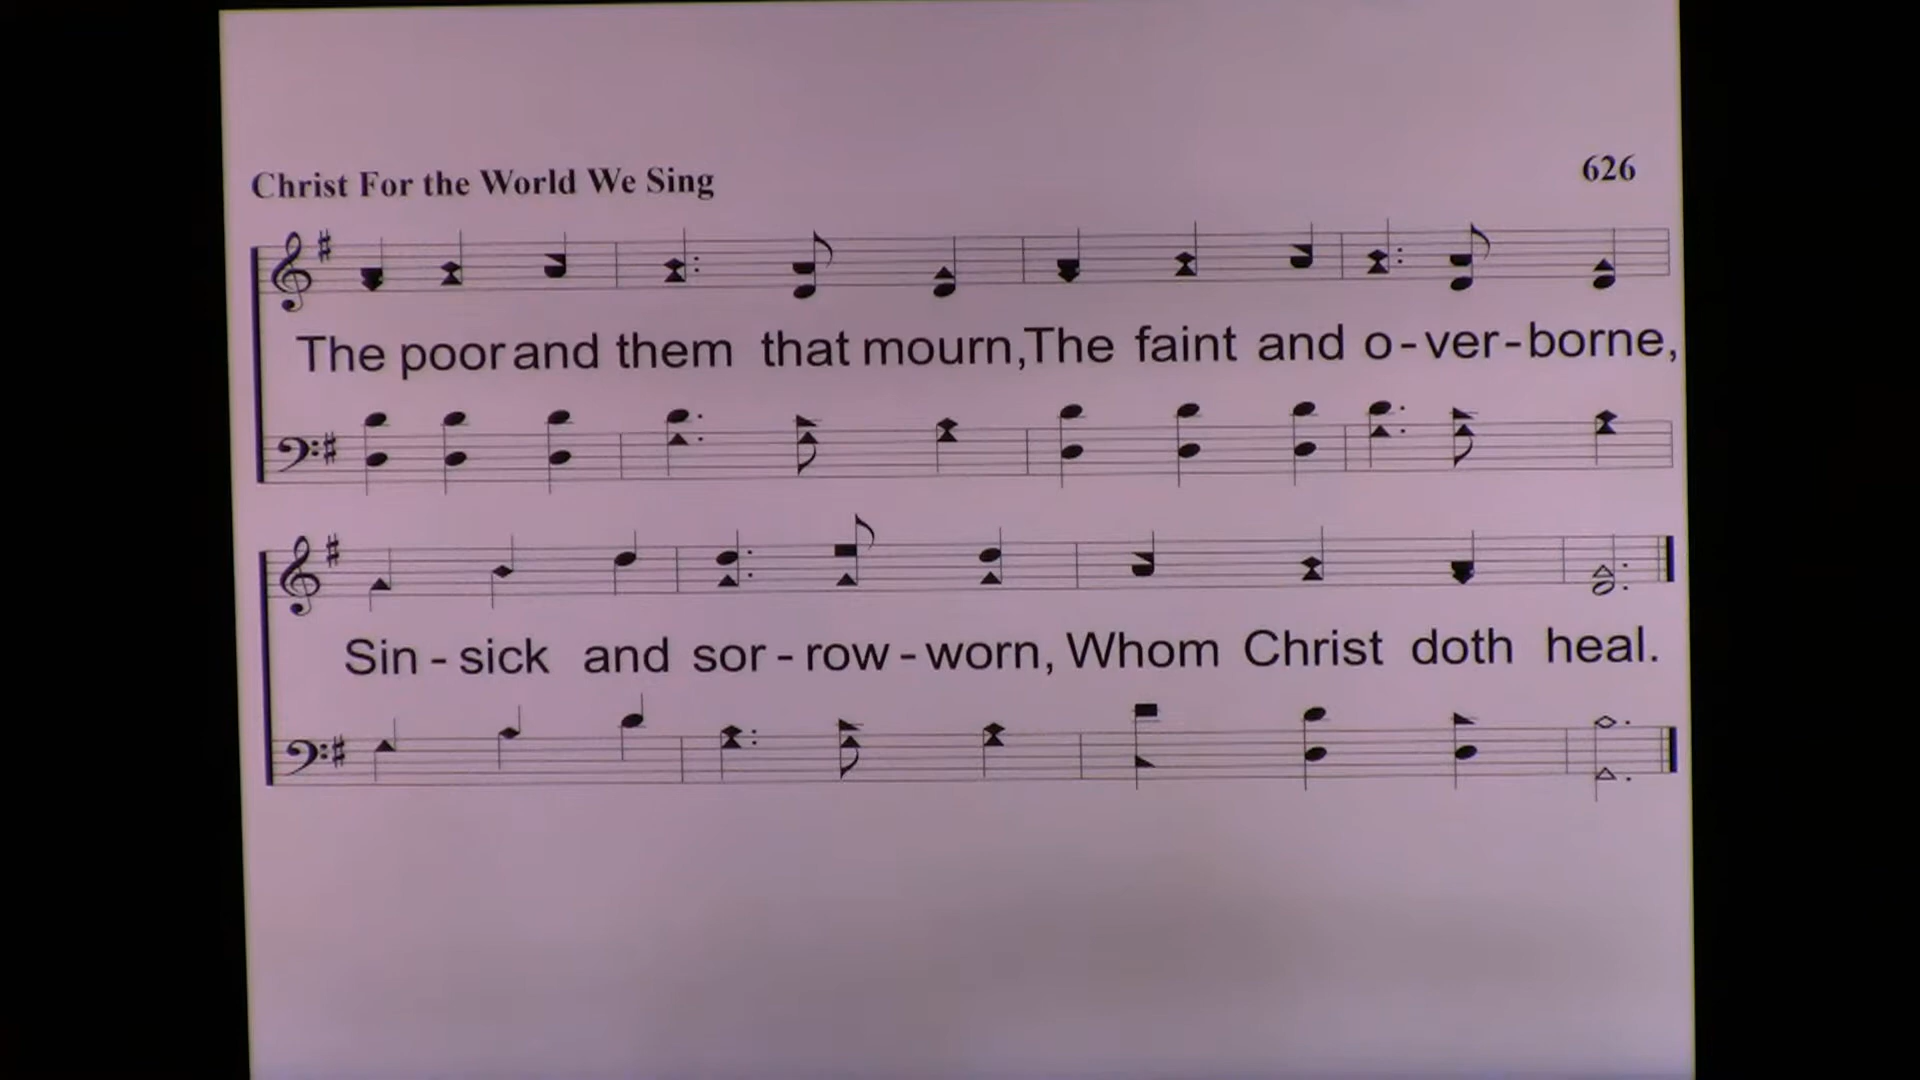 Christ For the World We Sing 626
The poor and them that mourn, The faint and o-ver-borne,
Sin-sick and sor-row-worn, Whom Christ doth heal.